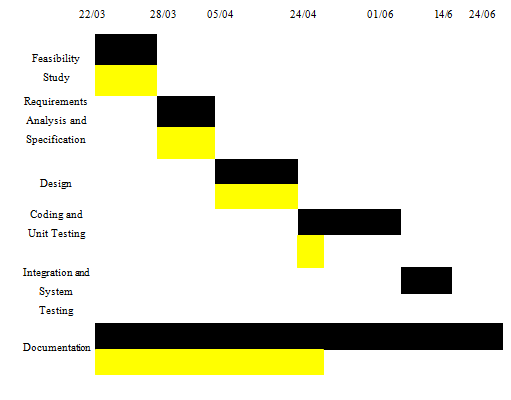 22/03 28/03 05/04 24/04 01/06 14/6 24/06
Feasibility
Study
Requirements
Analysis and
Specification
Design
Coding and
Unit Testing
Integration and
System
Testing
Documentation